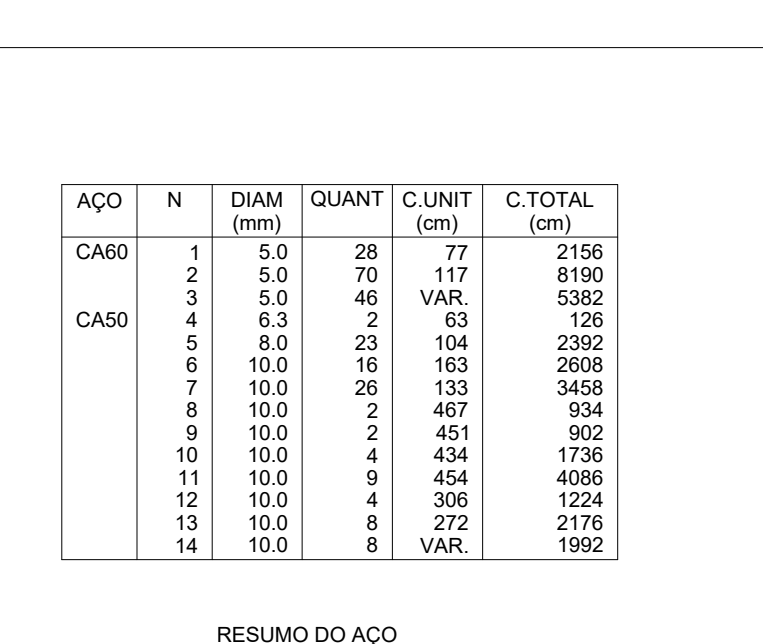 AÇO N DIAM QUANT C.UNIT C.TOTAL
(mm) (cm) (cm)
CA60 1 5.0 28 77 2156
2 5.0 70 117 8190
3 5.0 46 VAR. 5382
CA50 4 6.3 2 63 126
5 8.0 23 104 2392
6 10.0 16 163 2608
7 10.0 26 133 3458
8 10.0 2 467 934
9 10.0 2 451 902
10 10.0 4 434 1736
11 10.0 9 454 4086
12 10.0 4 306 1224
13 10.0 8 272 2176
14 10.0 8 VAR. 1992
RESUMO DO AÇO